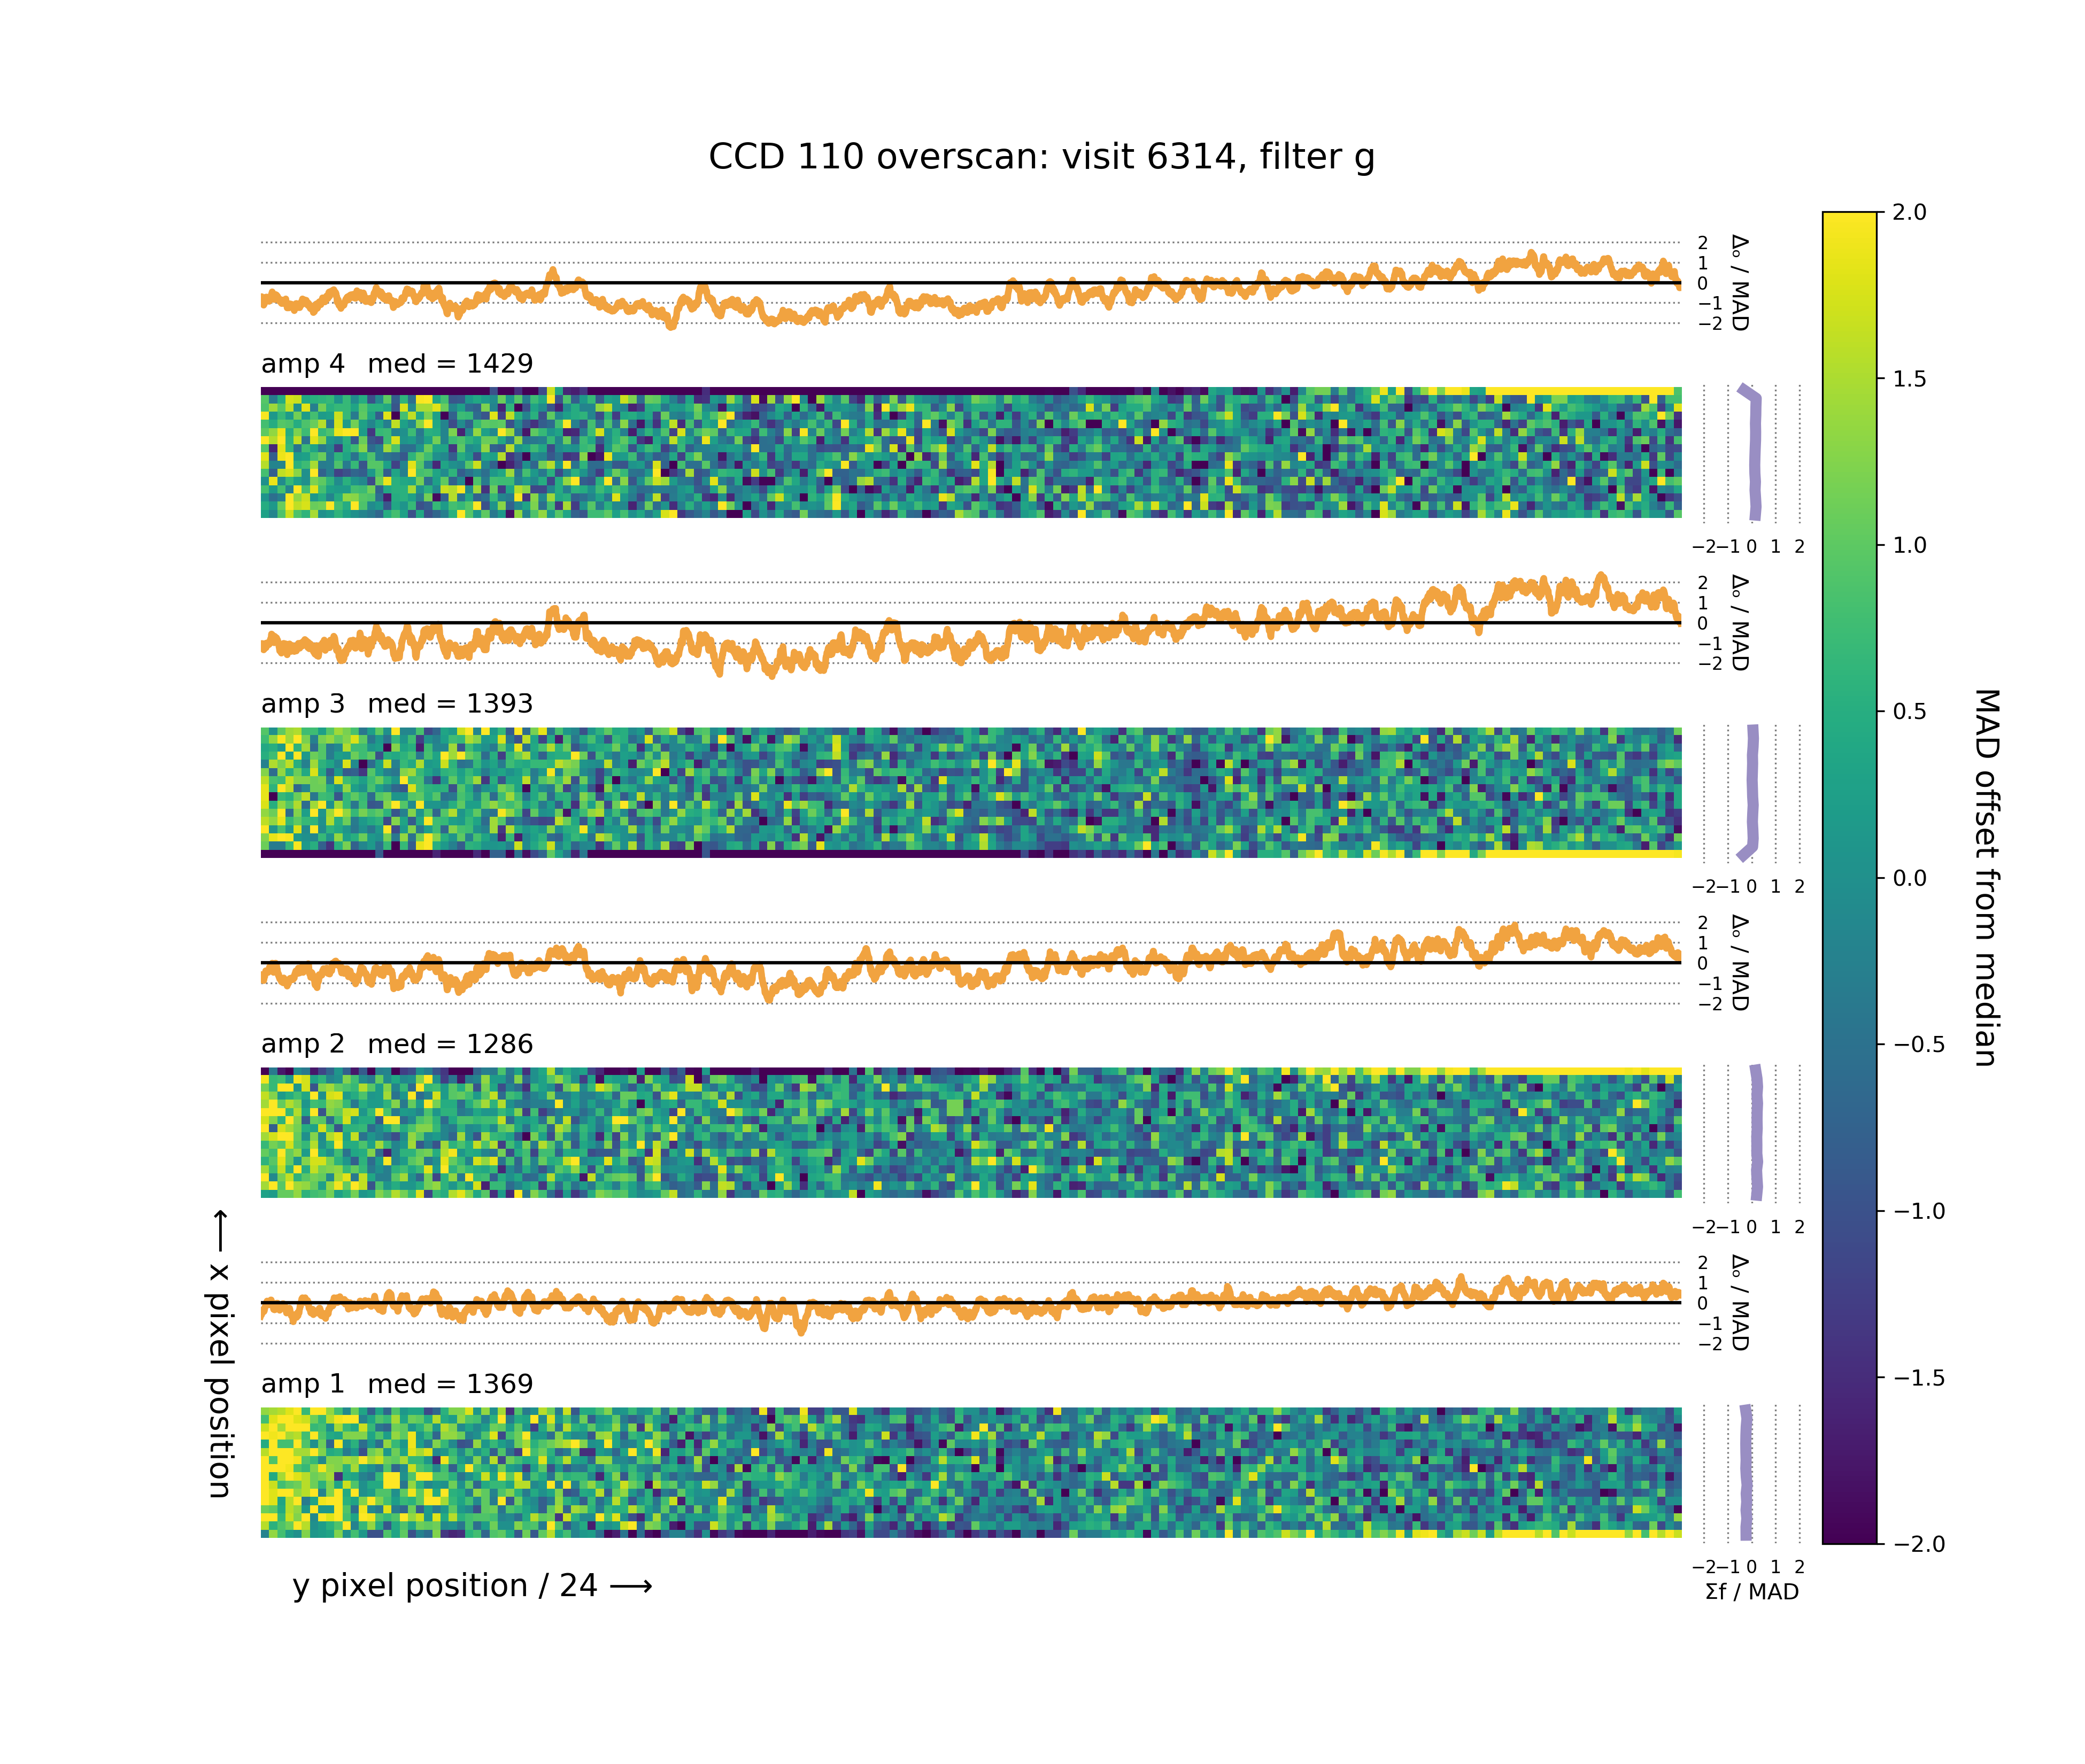 CCD 110 overscan: visit 6314, filter g
2
1
0
−1
−2
Δₒ / MAD
amp 4 med = 1429
−2 −1 0 1 2
2
1
0
−1
−2
Δₒ / MAD
amp 3 med = 1393
−2 −1 0 1 2
2
1
0
−1
−2
Δₒ / MAD
amp 2 med = 1286
−2 −1 0 1 2
2
1
0
−1
−2
Δₒ / MAD
amp 1 med = 1369
−2 −1 0 1 2
Σf / MAD
y pixel position / 24 ⟶
⟵ x pixel position
2.0
1.5
1.0
0.5
0.0
−0.5
−1.0
−1.5
−2.0
MAD offset from median